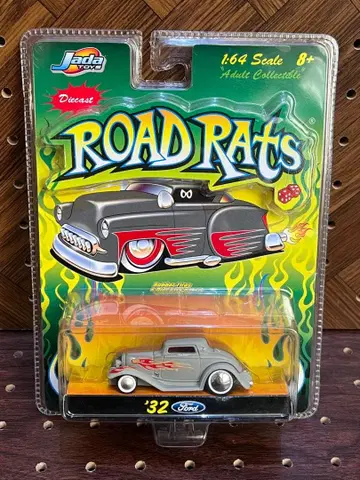 Jada
TOYS
1:64 Scale 8+
Adult Collectible
Diecast
ROAD RATS
®
'32 Ford